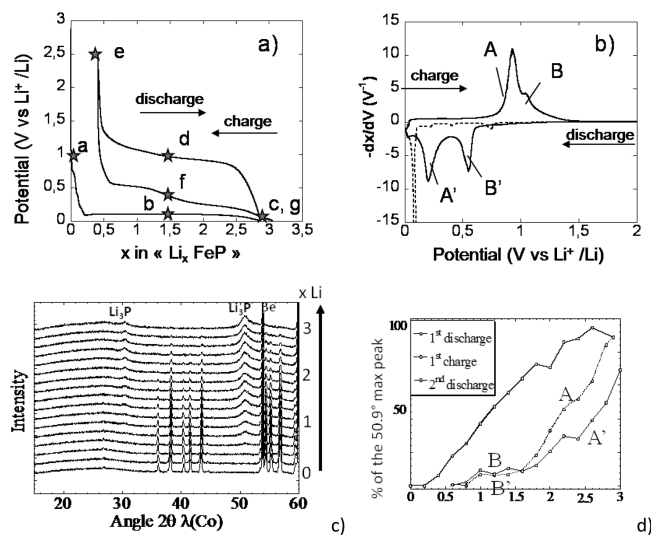 a)
Potential (V vs Li⁺ /Li)
3
2,5
2
1,5
1
0,5
0
0 0,5 1 1,5 2 2,5 3 3,5
x in « LiₓFeP »
e
discharge
charge
a
d
f
b
c, g
b)
-dx/dV (V⁻¹)
15
10
5
0
-5
-10
-15
0 0,5 1 1,5 2
Potential (V vs Li⁺ /Li)
A
B
charge
discharge
A'
B'
x Li
Li₃P
Li₃P
Be
3
2
1
0
Intensity
20 30 40 50 60
Angle 2θ λ(Co)
c)
% of the 50.9° max peak
100
50
1ˢᵗ discharge
1ˢᵗ charge
2ⁿᵈ discharge
A
B
A'
B'
0 0.5 1 1.5 2 2.5 3
d)